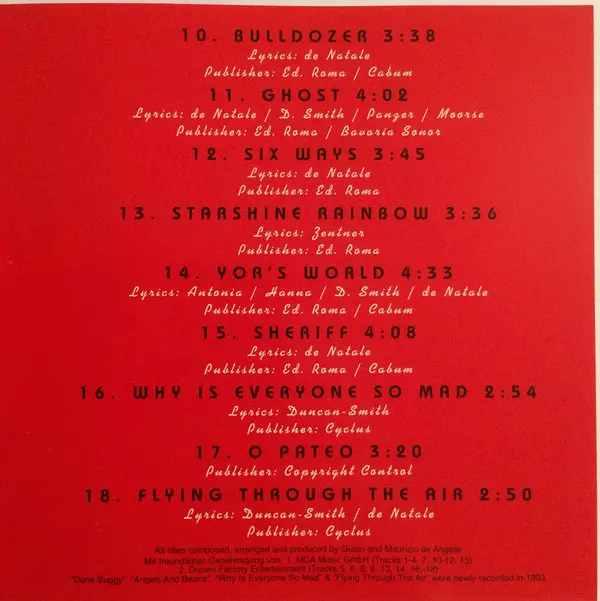 10. BULLDOZER 3:38
Lyrics: de Natale
Publisher: Ed. Roma / Cabum
11. GHOST 4:02
Lyrics: de Natale / D. Smith / Panzer / Moorse
Publisher: Ed. Roma / Bavaria Sonor
12. SIX WAYS 3:45
Lyrics: de Natale
Publisher: Ed. Roma
13. STARSHINE RAINBOW 3:36
Lyrics: Zentner
Publisher: Ed. Roma
14. YOR'S WORLD 4:33
Lyrics: Antonia / Hanna / D. Smith / de Natale
Publisher: Ed. Roma / Cabum
15. SHERIFF 4:08
Lyrics: de Natale
Publisher: Ed. Roma / Cabum
16. WHY IS EVERYONE SO MAD 2:54
Lyrics: Duncan-Smith
Publisher: Cyclus
17. O PATEO 3:20
Publisher: Copyright Control
18. FLYING THROUGH THE AIR 2:50
Lyrics: Duncan-Smith / de Natale
Publisher: Cyclus
All titles composed, arranged and produced by Guido and Maurizio de Angelis
Mit freundlicher Genehmigung von: 1. MCA Music GmbH (Tracks 1-4, 7, 10-12, 15)
2. Dream Factory Entertainment (Tracks 5, 6, 8, 9, 13, 14, 16, 18)
"Dune Buggy", "Angels And Beans", "Why Is Everyone So Mad" & "Flying Through The Air" were newly recorded in 1993.